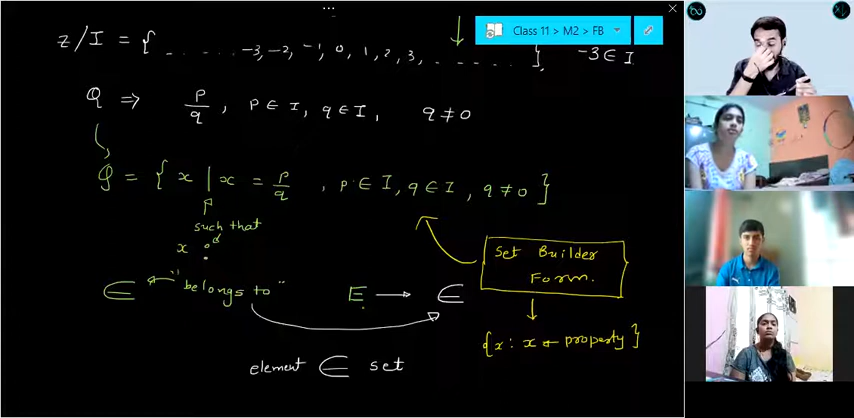 Class 11 > M2 > FB
z/I = { ....... -3, -2, -1, 0, 1, 2, 3, ........ }, -3 ∈ I
Q ⇒ p/q, p ∈ I, q ∈ I, q ≠ 0
Q = { x | x = p/q, p ∈ I, q ∈ I, q ≠ 0 }
such that
x :
Set Builder
Form.
∈ ← "belongs to" E → ∈
{ x : x ← property }
element ∈ set